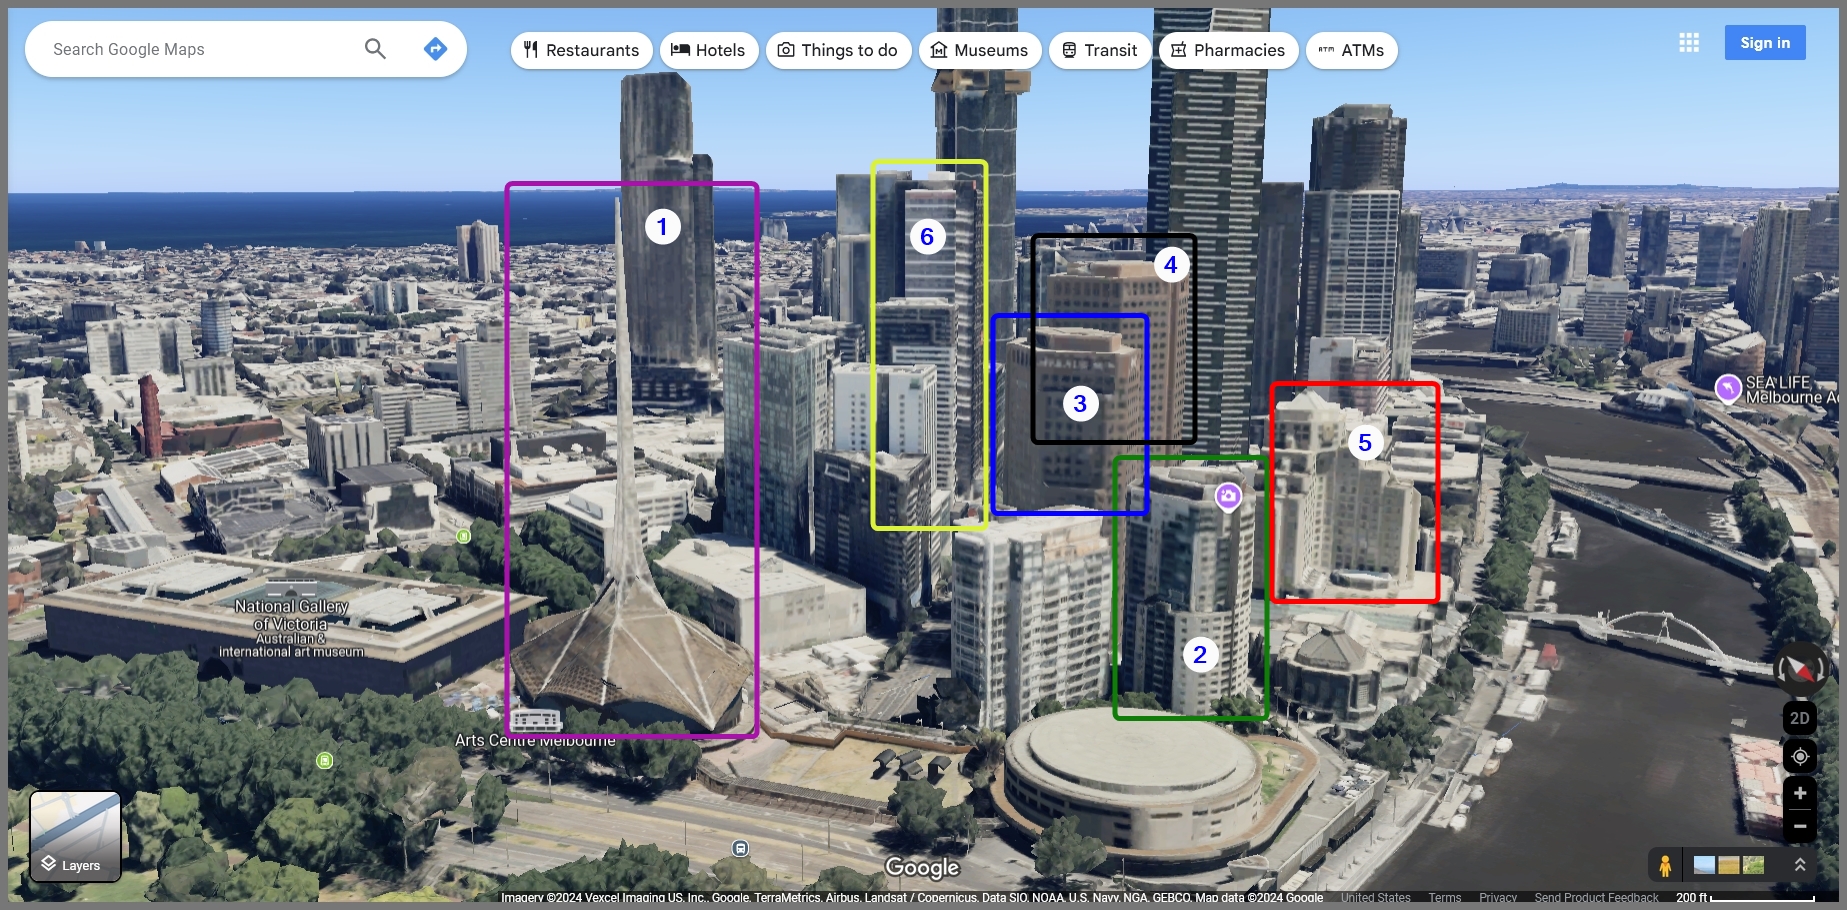 Search Google Maps
Restaurants
Hotels
Things to do
Museums
Transit
Pharmacies
ATM
ATMs
Sign in
1
6
4
3
5
2
SEA LIFE
Melbourne A
National Gallery
of Victoria
Australian &
international art museum
Arts Centre Melbourne
2D
Layers
Google
Imagery ©2024 Vexcel Imaging US, Inc., Google, TerraMetrics, Airbus, Landsat / Copernicus, Data SIO, NOAA, U.S. Navy, NGA, GEBCO, Map data ©2024 Google United States Terms Privacy Send Product Feedback 200 ft